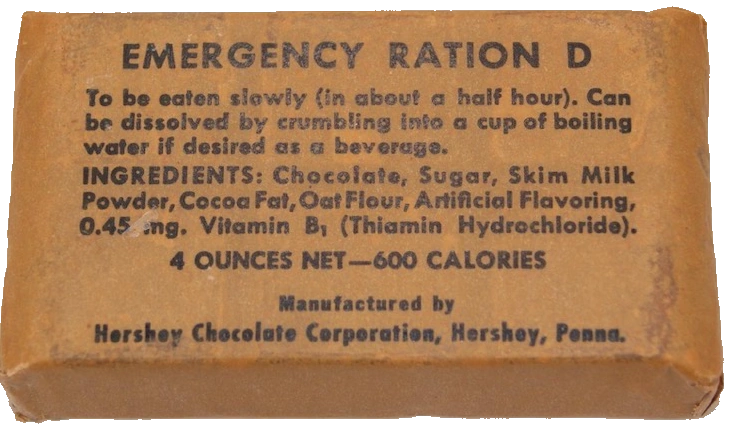 EMERGENCY RATION D
To be eaten slowly (in about a half hour). Can
be dissolved by crumbling into a cup of boiling
water if desired as a beverage.
INGREDIENTS: Chocolate, Sugar, Skim Milk
Powder, Cocoa Fat, Oat Flour, Artificial Flavoring,
0.45 mg. Vitamin B₁ (Thiamin Hydrochloride).
4 OUNCES NET—600 CALORIES
Manufactured by
Hershey Chocolate Corporation, Hershey, Penna.